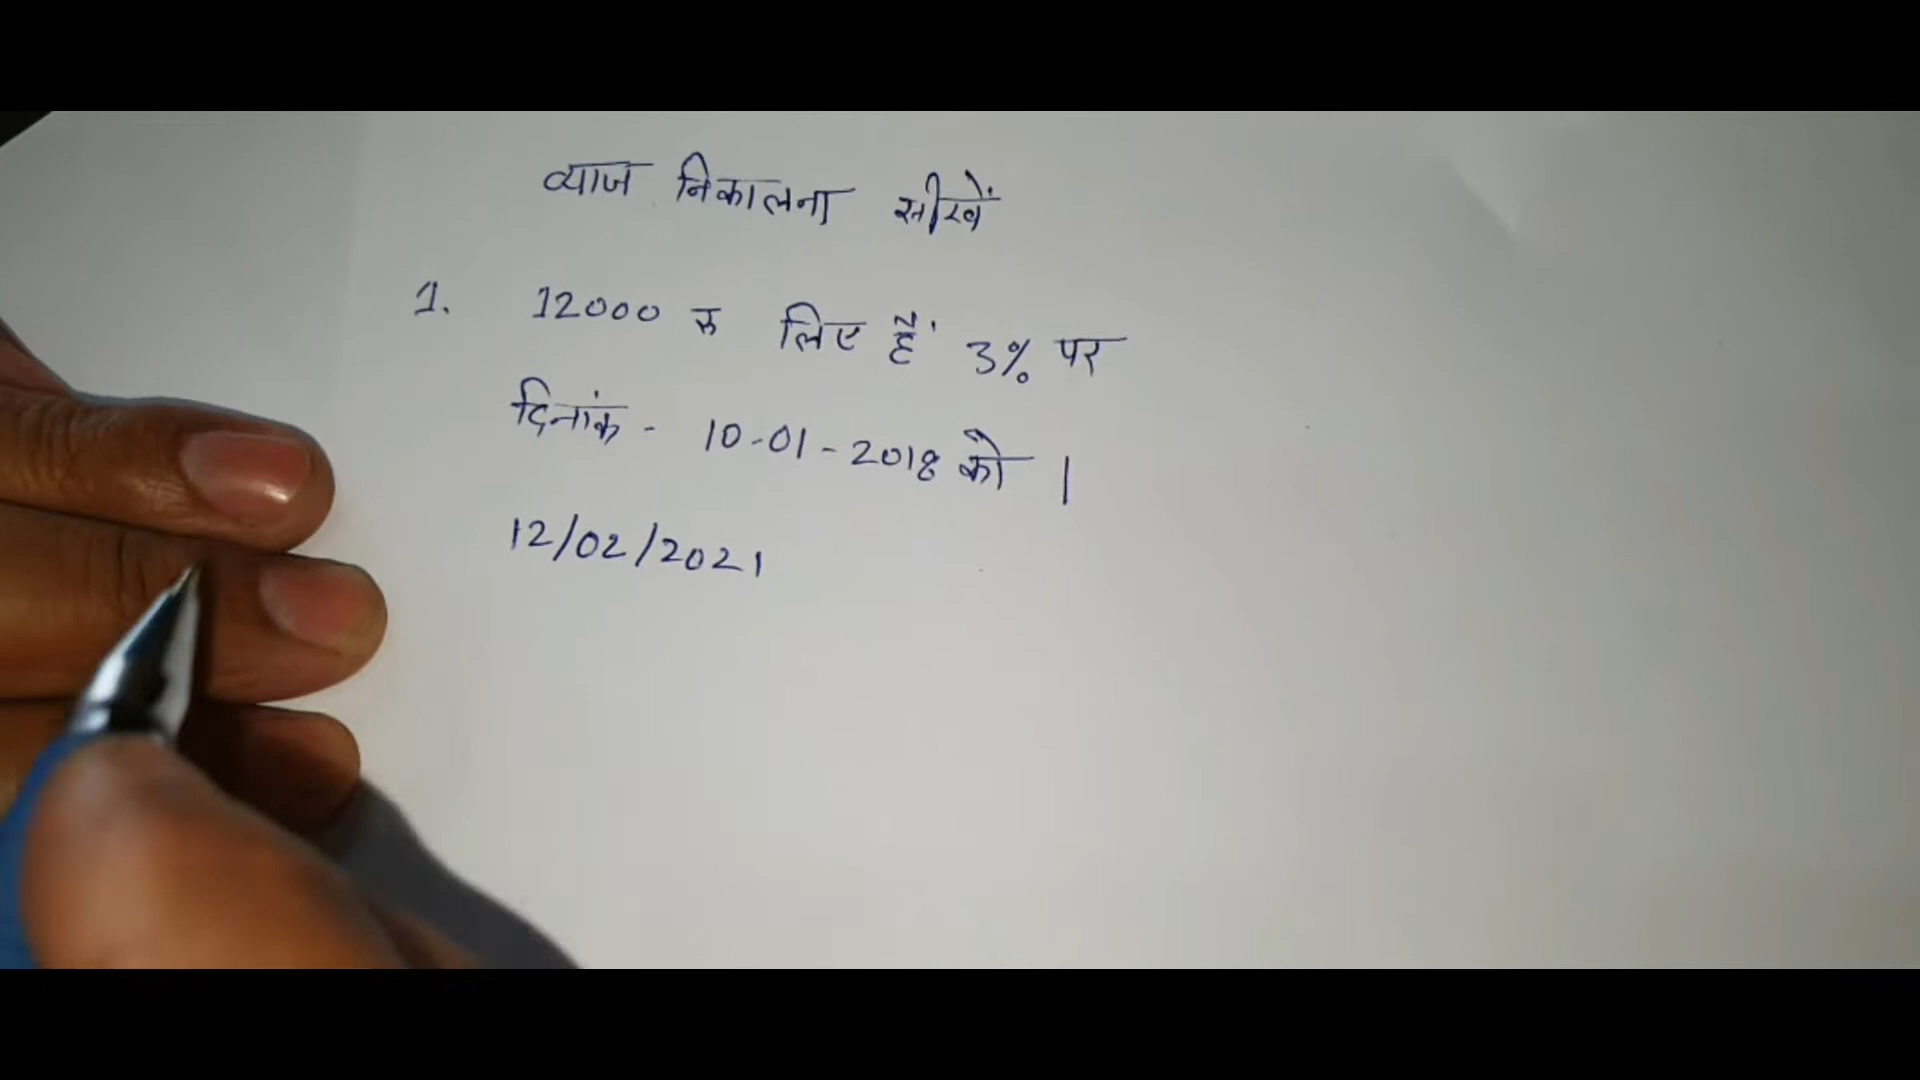 व्याज निकालना सीखें
1. 12000 रु लिए हैं 3% पर
दिनांक - 10-01-2018 को ।
12/02/2021